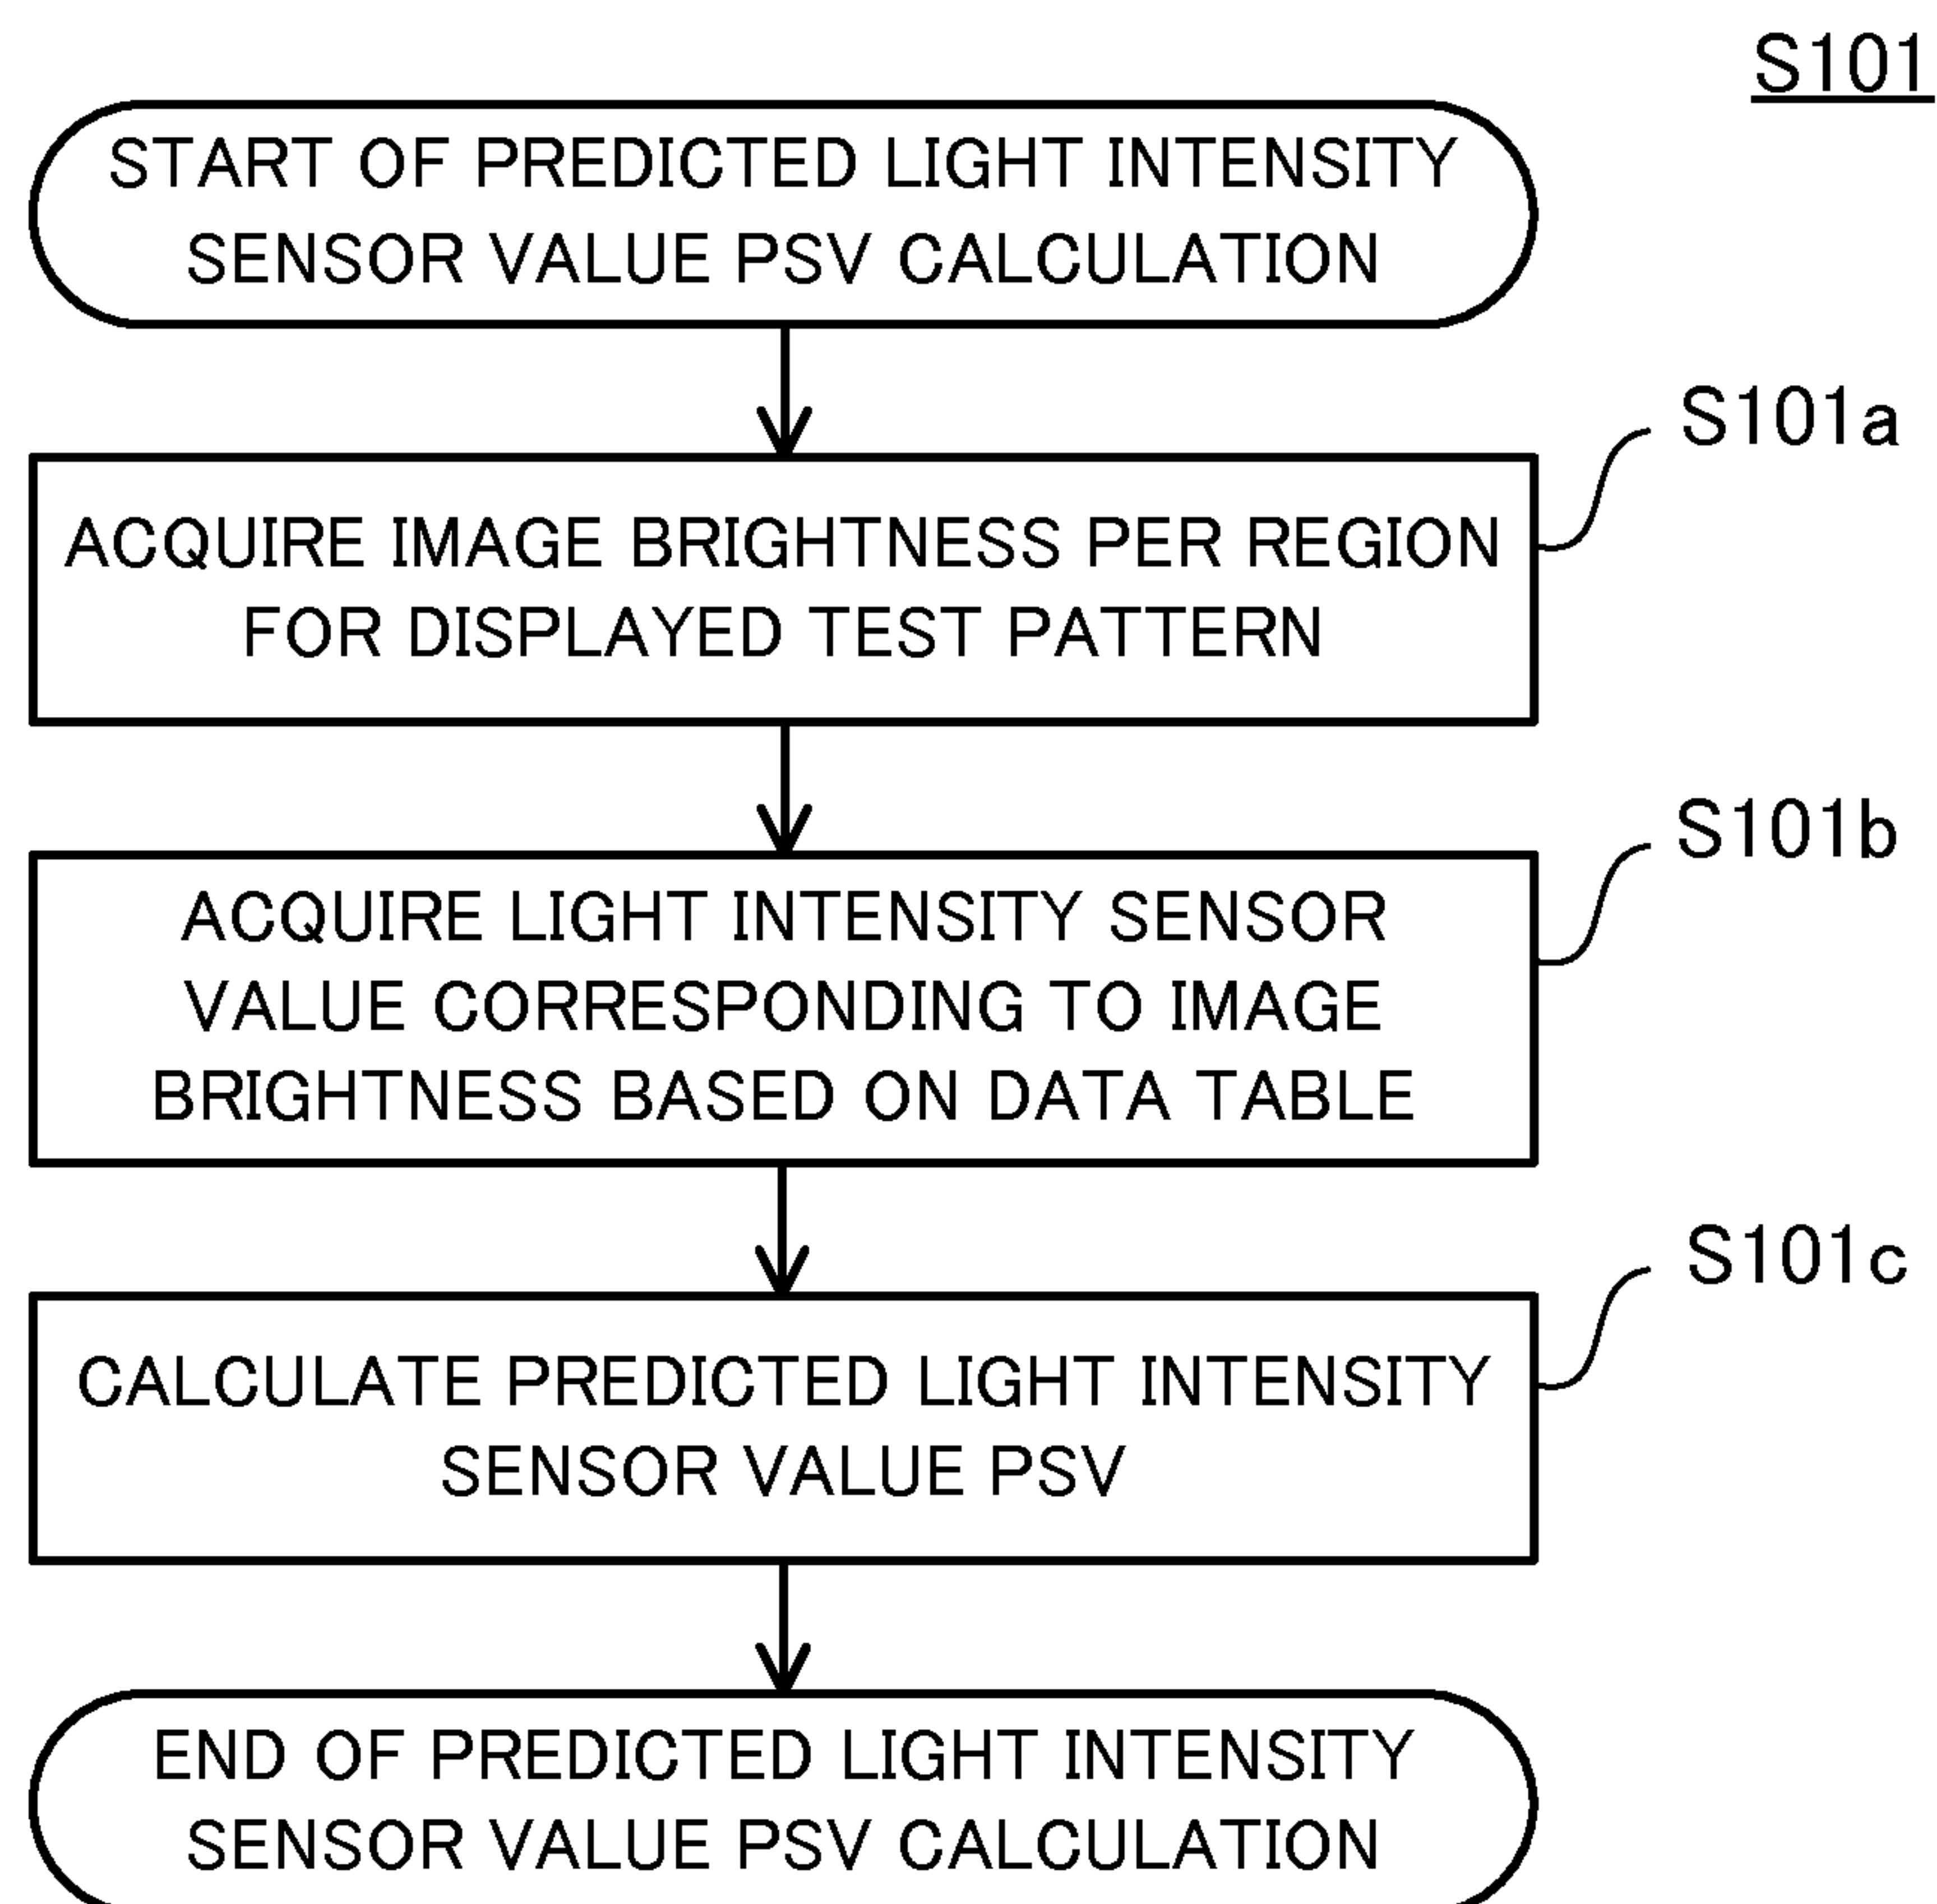 S101
START OF PREDICTED LIGHT INTENSITY
SENSOR VALUE PSV CALCULATION
S101a
ACQUIRE IMAGE BRIGHTNESS PER REGION
FOR DISPLAYED TEST PATTERN
S101b
ACQUIRE LIGHT INTENSITY SENSOR
VALUE CORRESPONDING TO IMAGE
BRIGHTNESS BASED ON DATA TABLE
S101c
CALCULATE PREDICTED LIGHT INTENSITY
SENSOR VALUE PSV
END OF PREDICTED LIGHT INTENSITY
SENSOR VALUE PSV CALCULATION